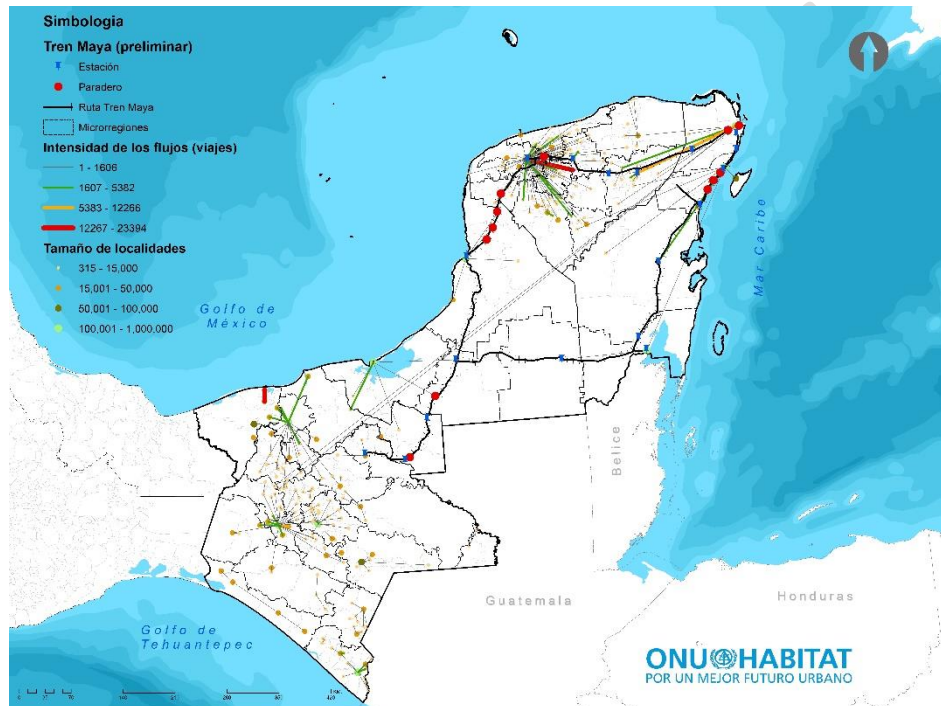 Simbologia
Tren Maya (preliminar)
Estación
Paradero
Ruta Tren Maya
Microrregiones
Intensidad de los flujos (viajes)
1 - 1606
1607 - 5382
5383 - 12266
12267 - 23394
Tamaño de localidades
315 - 15,000
15,001 - 50,000
50,001 - 100,000
100,001 - 1,000,000
Golfo de
México
Mar Caribe
Belice
Guatemala
Honduras
Golfo de
Tehuantepec
ONU HABITAT
POR UN MEJOR FUTURO URBANO